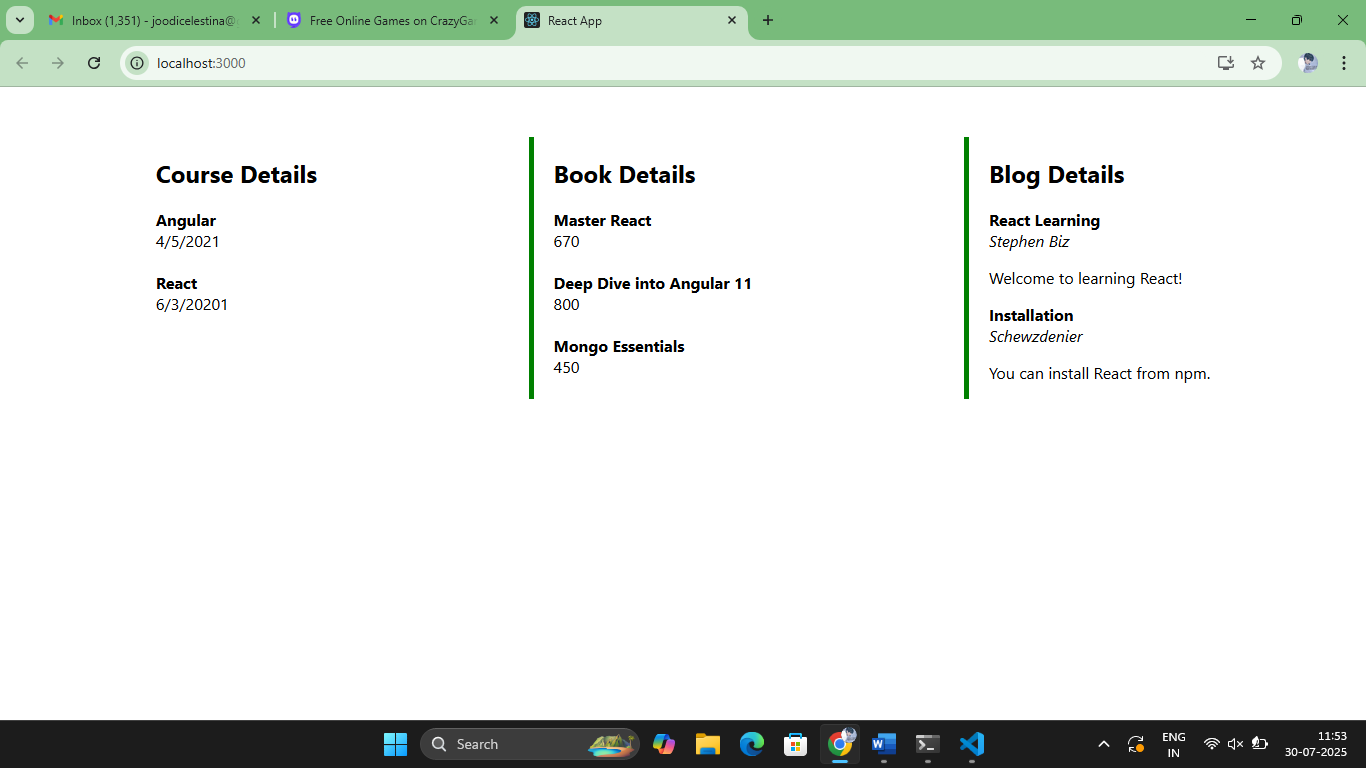 Inbox (1,351) - joodicelestina@
Free Online Games on CrazyGa
React App
localhost:3000
Course Details
Angular
4/5/2021
React
6/3/20201
Book Details
Master React
670
Deep Dive into Angular 11
800
Mongo Essentials
450
Blog Details
React Learning
Stephen Biz
Welcome to learning React!
Installation
Schewzdenier
You can install React from npm.
Search
ENG
IN
11:53
30-07-2025